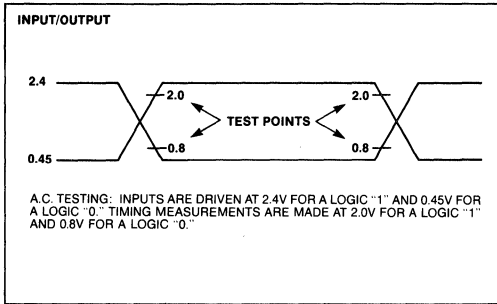 INPUT/OUTPUT
2.4
2.0
2.0
TEST POINTS
0.8
0.8
0.45
A.C. TESTING: INPUTS ARE DRIVEN AT 2.4V FOR A LOGIC "1" AND 0.45V FOR
A LOGIC "0." TIMING MEASUREMENTS ARE MADE AT 2.0V FOR A LOGIC "1"
AND 0.8V FOR A LOGIC "0."